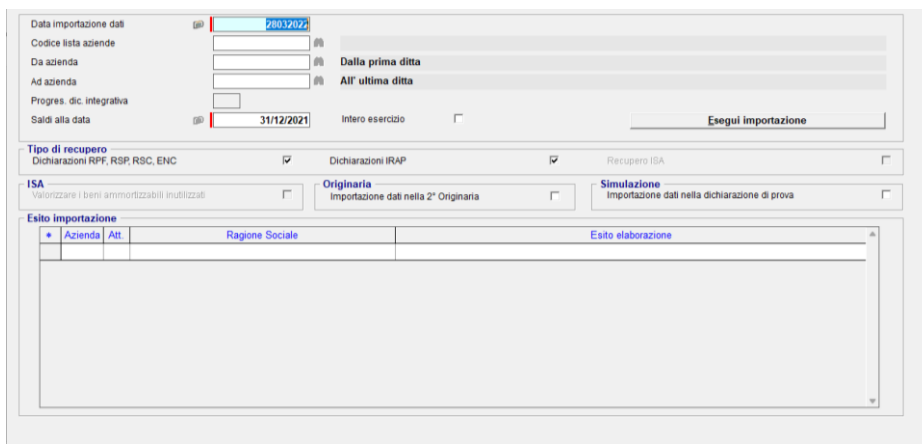 Data importazione dati 28032022
Codice lista aziende
Da azienda Dalla prima ditta
Ad azienda All' ultima ditta
Progres. dic. integrativa
Saldi alla data 31/12/2021 Intero esercizio Esegui importazione
Tipo di recupero
Dichiarazioni RPF, RSP, RSC, ENC Dichiarazioni IRAP Recupero ISA
ISA Originaria Simulazione
Valorizzare i beni ammortizzabili inutilizzati Importazione dati nella 2° Originaria Importazione dati nella dichiarazione di prova
Esito importazione
* Azienda Att. Ragione Sociale Esito elaborazione